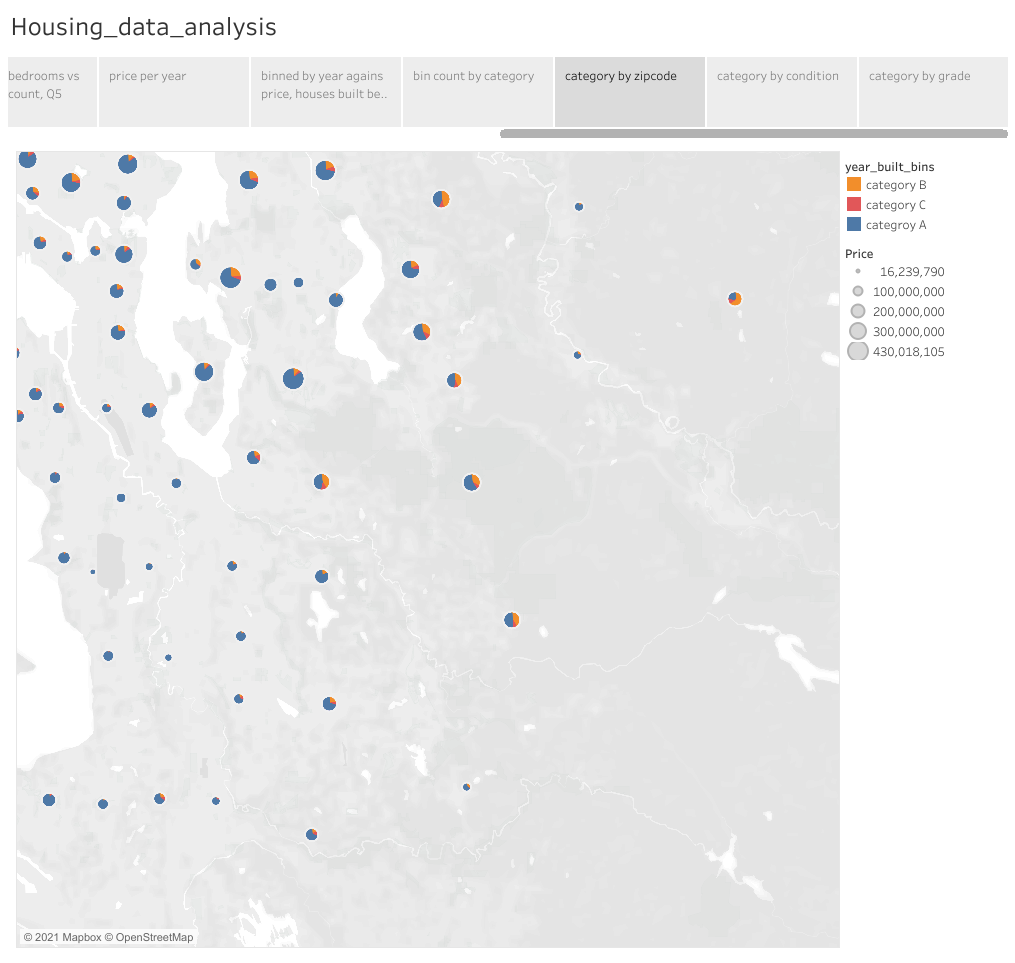 Housing_data_analysis
bedrooms vs
count, Q5
price per year
binned by year agains
price, houses built be..
bin count by category
category by zipcode
category by condition
category by grade
year_built_bins
category B
category C
categroy A
Price
16,239,790
100,000,000
200,000,000
300,000,000
430,018,105
© 2021 Mapbox © OpenStreetMap